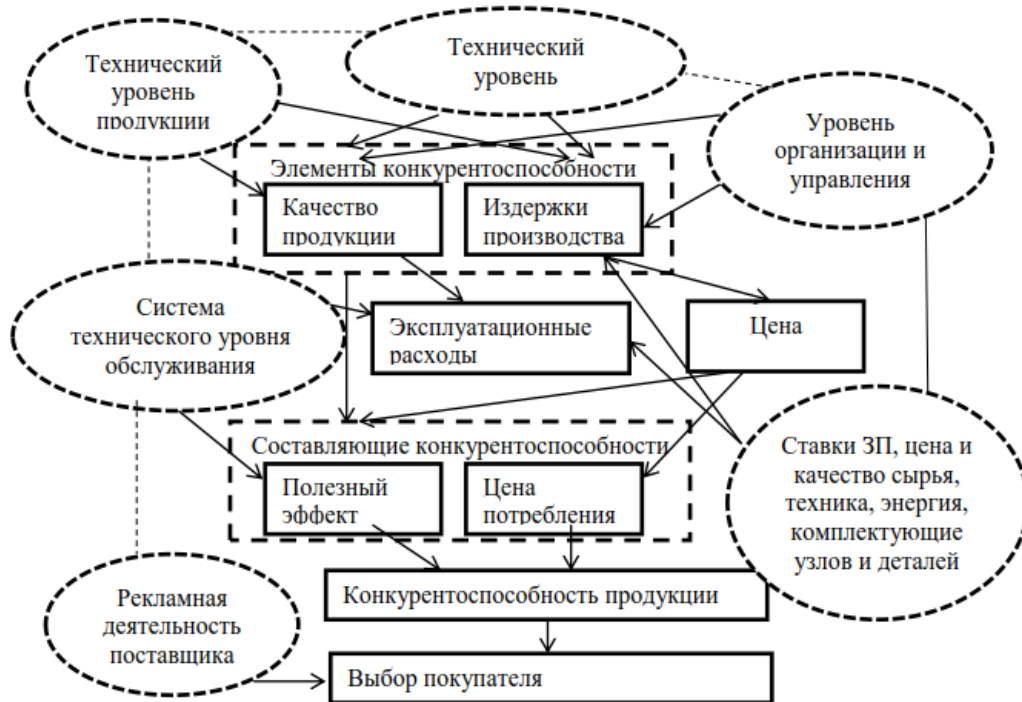 Технический
уровень
продукции
Технический
уровень
Уровень
организации и
управления
Элементы конкурентоспособности
Качество
продукции
Издержки
производства
Система
технического уровня
обслуживания
Эксплуатационные
расходы
Цена
Составляющие конкурентоспособности
Полезный
эффект
Цена
потребления
Ставки ЗП, цена и
качество сырья,
техника, энергия,
комплектующие
узлов и деталей
Конкурентоспособность продукции
Рекламная
деятельность
поставщика
Выбор покупателя